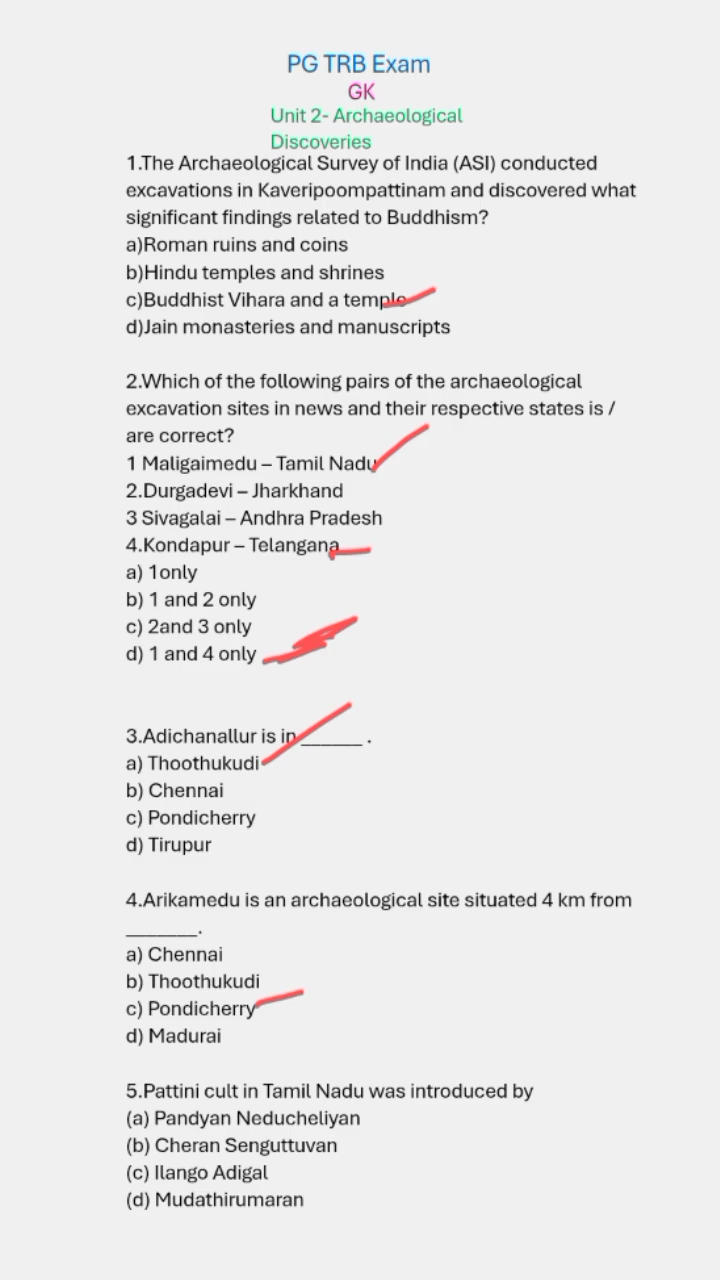 PG TRB Exam
GK
Unit 2- Archaeological
Discoveries
1.The Archaeological Survey of India (ASI) conducted
excavations in Kaveripoompattinam and discovered what
significant findings related to Buddhism?
a)Roman ruins and coins
b)Hindu temples and shrines
c)Buddhist Vihara and a temple
d)Jain monasteries and manuscripts
2.Which of the following pairs of the archaeological
excavation sites in news and their respective states is /
are correct?
1 Maligaimedu – Tamil Nadu
2.Durgadevi – Jharkhand
3 Sivagalai – Andhra Pradesh
4.Kondapur – Telangana
a) 1only
b) 1 and 2 only
c) 2and 3 only
d) 1 and 4 only
3.Adichanallur is in ______ .
a) Thoothukudi
b) Chennai
c) Pondicherry
d) Tirupur
4.Arikamedu is an archaeological site situated 4 km from
_______.
a) Chennai
b) Thoothukudi
c) Pondicherry
d) Madurai
5.Pattini cult in Tamil Nadu was introduced by
(a) Pandyan Neducheliyan
(b) Cheran Senguttuvan
(c) Ilango Adigal
(d) Mudathirumaran